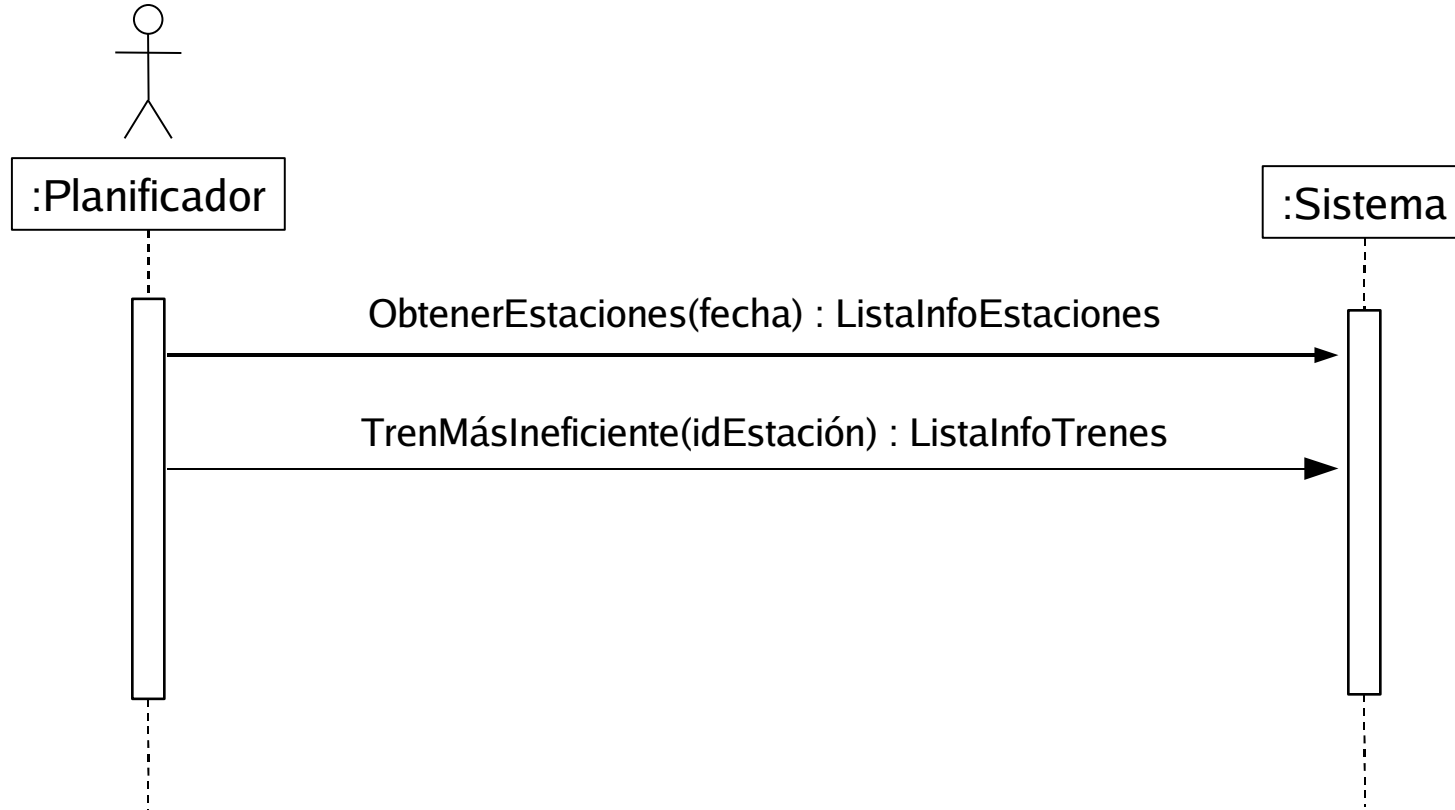 :Planificador
:Sistema
ObtenerEstaciones(fecha) : ListaInfoEstaciones
TrenMásIneficiente(idEstación) : ListaInfoTrenes